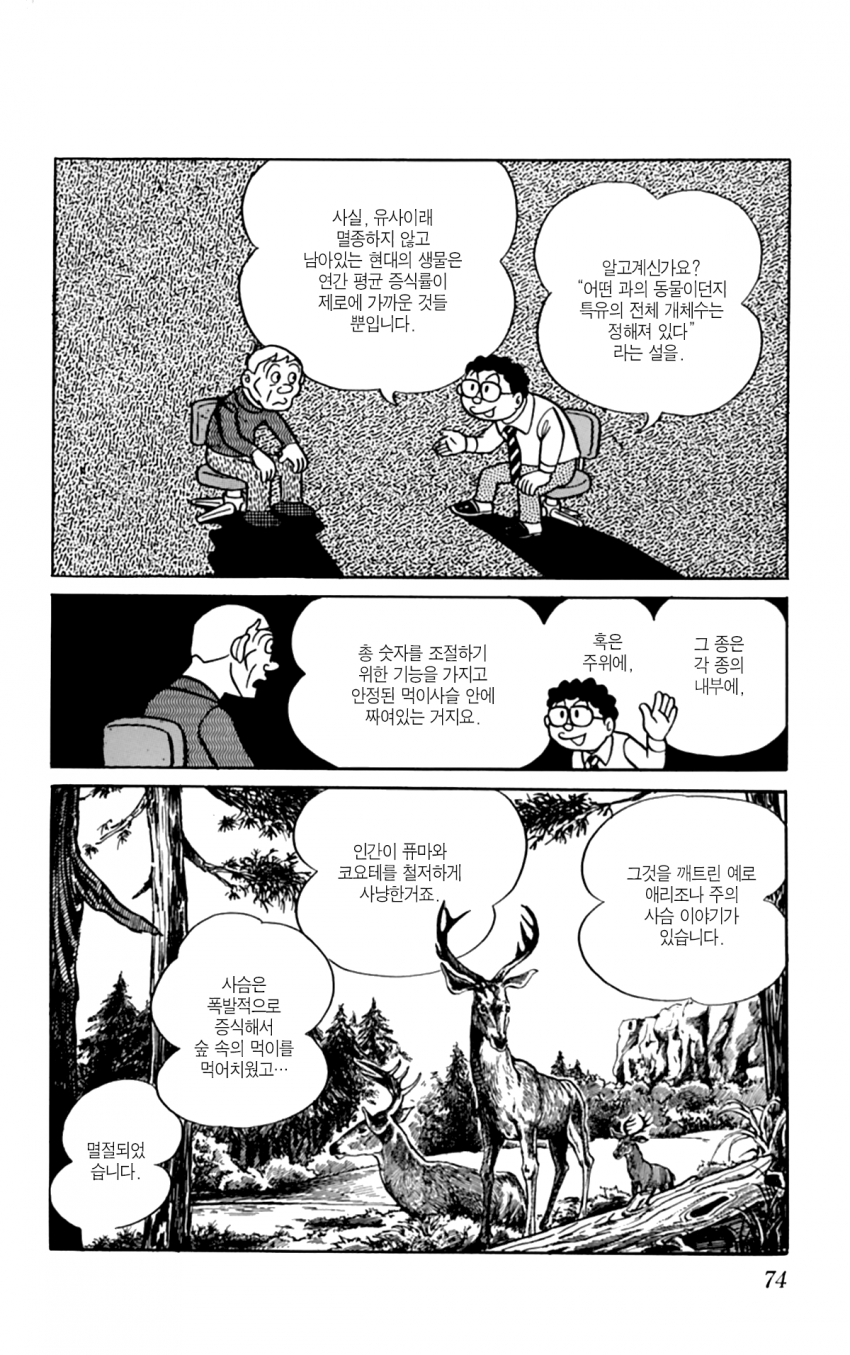 알고계신가요?
“어떤 과의 동물이던지
특유의 전체 개체수는
정해져 있다”
라는 설을.
사실, 유사이래
멸종하지 않고
남아있는 현대의 생물은
연간 평균 증식률이
제로에 가까운 것들
뿐입니다.
그 종은
각 종의
내부에,
혹은
주위에,
총 숫자를 조절하기
위한 기능을 가지고
안정된 먹이사슬 안에
짜여있는 거지요.
그것을 깨트린 예로
애리조나 주의
사슴 이야기가
있습니다.
인간이 퓨마와
코요테를 철저하게
사냥한거죠.
사슴은
폭발적으로
증식해서
숲 속의 먹이를
먹어치웠고…
멸절되었
습니다.
74